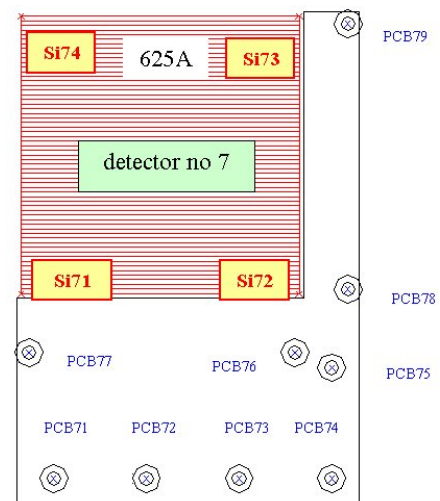 PCB79
Si74
625A
Si73
detector no 7
Si71
Si72
PCB78
PCB77
PCB76
PCB75
PCB71
PCB72
PCB73
PCB74